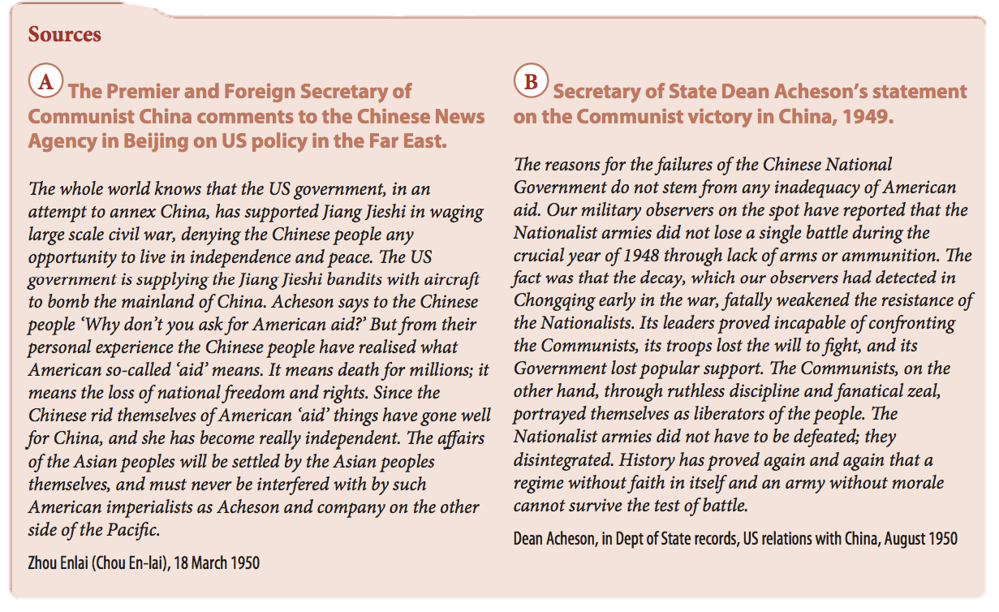 Sources
A The Premier and Foreign Secretary of
Communist China comments to the Chinese News
Agency in Beijing on US policy in the Far East.
The whole world knows that the US government, in an
attempt to annex China, has supported Jiang Jieshi in waging
large scale civil war, denying the Chinese people any
opportunity to live in independence and peace. The US
government is supplying the Jiang Jieshi bandits with aircraft
to bomb the mainland of China. Acheson says to the Chinese
people ‘Why don’t you ask for American aid?’ But from their
personal experience the Chinese people have realised what
American so-called ‘aid’ means. It means death for millions; it
means the loss of national freedom and rights. Since the
Chinese rid themselves of American ‘aid’ things have gone well
for China, and she has become really independent. The affairs
of the Asian peoples will be settled by the Asian peoples
themselves, and must never be interfered with by such
American imperialists as Acheson and company on the other
side of the Pacific.
Zhou Enlai (Chou En-lai), 18 March 1950
B Secretary of State Dean Acheson’s statement
on the Communist victory in China, 1949.
The reasons for the failures of the Chinese National
Government do not stem from any inadequacy of American
aid. Our military observers on the spot have reported that the
Nationalist armies did not lose a single battle during the
crucial year of 1948 through lack of arms or ammunition. The
fact was that the decay, which our observers had detected in
Chongqing early in the war, fatally weakened the resistance of
the Nationalists. Its leaders proved incapable of confronting
the Communists, its troops lost the will to fight, and its
Government lost popular support. The Communists, on the
other hand, through ruthless discipline and fanatical zeal,
portrayed themselves as liberators of the people. The
Nationalist armies did not have to be defeated; they
disintegrated. History has proved again and again that a
regime without faith in itself and an army without morale
cannot survive the test of battle.
Dean Acheson, in Dept of State records, US relations with China, August 1950